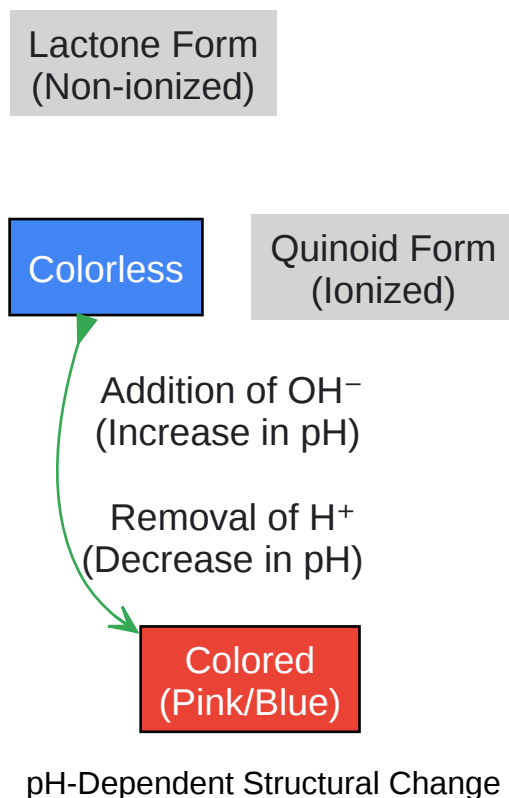 Lactone Form
(Non-ionized)
Colorless
Quinoid Form
(Ionized)
Addition of OH⁻
(Increase in pH)
Removal of H⁺
(Decrease in pH)
Colored
(Pink/Blue)
pH-Dependent Structural Change